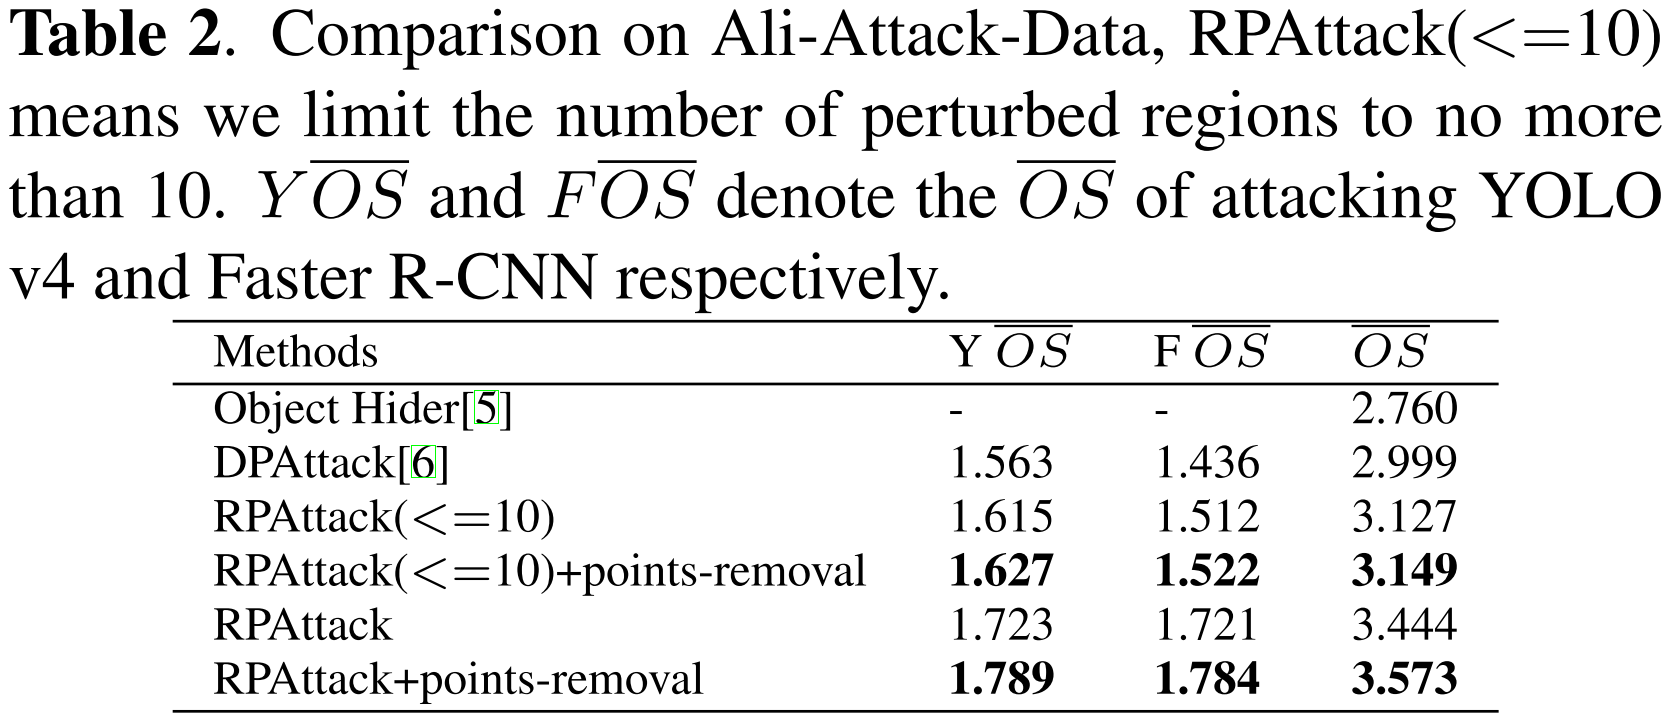 Table 2. Comparison on Ali-Attack-Data, RPAttack(<=10)
means we limit the number of perturbed regions to no more
than 10. Y\overline{OS} and F\overline{OS} denote the \overline{OS} of attacking YOLO
v4 and Faster R-CNN respectively.
Methods Y \overline{OS} F \overline{OS} \overline{OS}
Object Hider[5] - - 2.760
DPAttack[6] 1.563 1.436 2.999
RPAttack(<=10) 1.615 1.512 3.127
RPAttack(<=10)+points-removal 1.627 1.522 3.149
RPAttack 1.723 1.721 3.444
RPAttack+points-removal 1.789 1.784 3.573